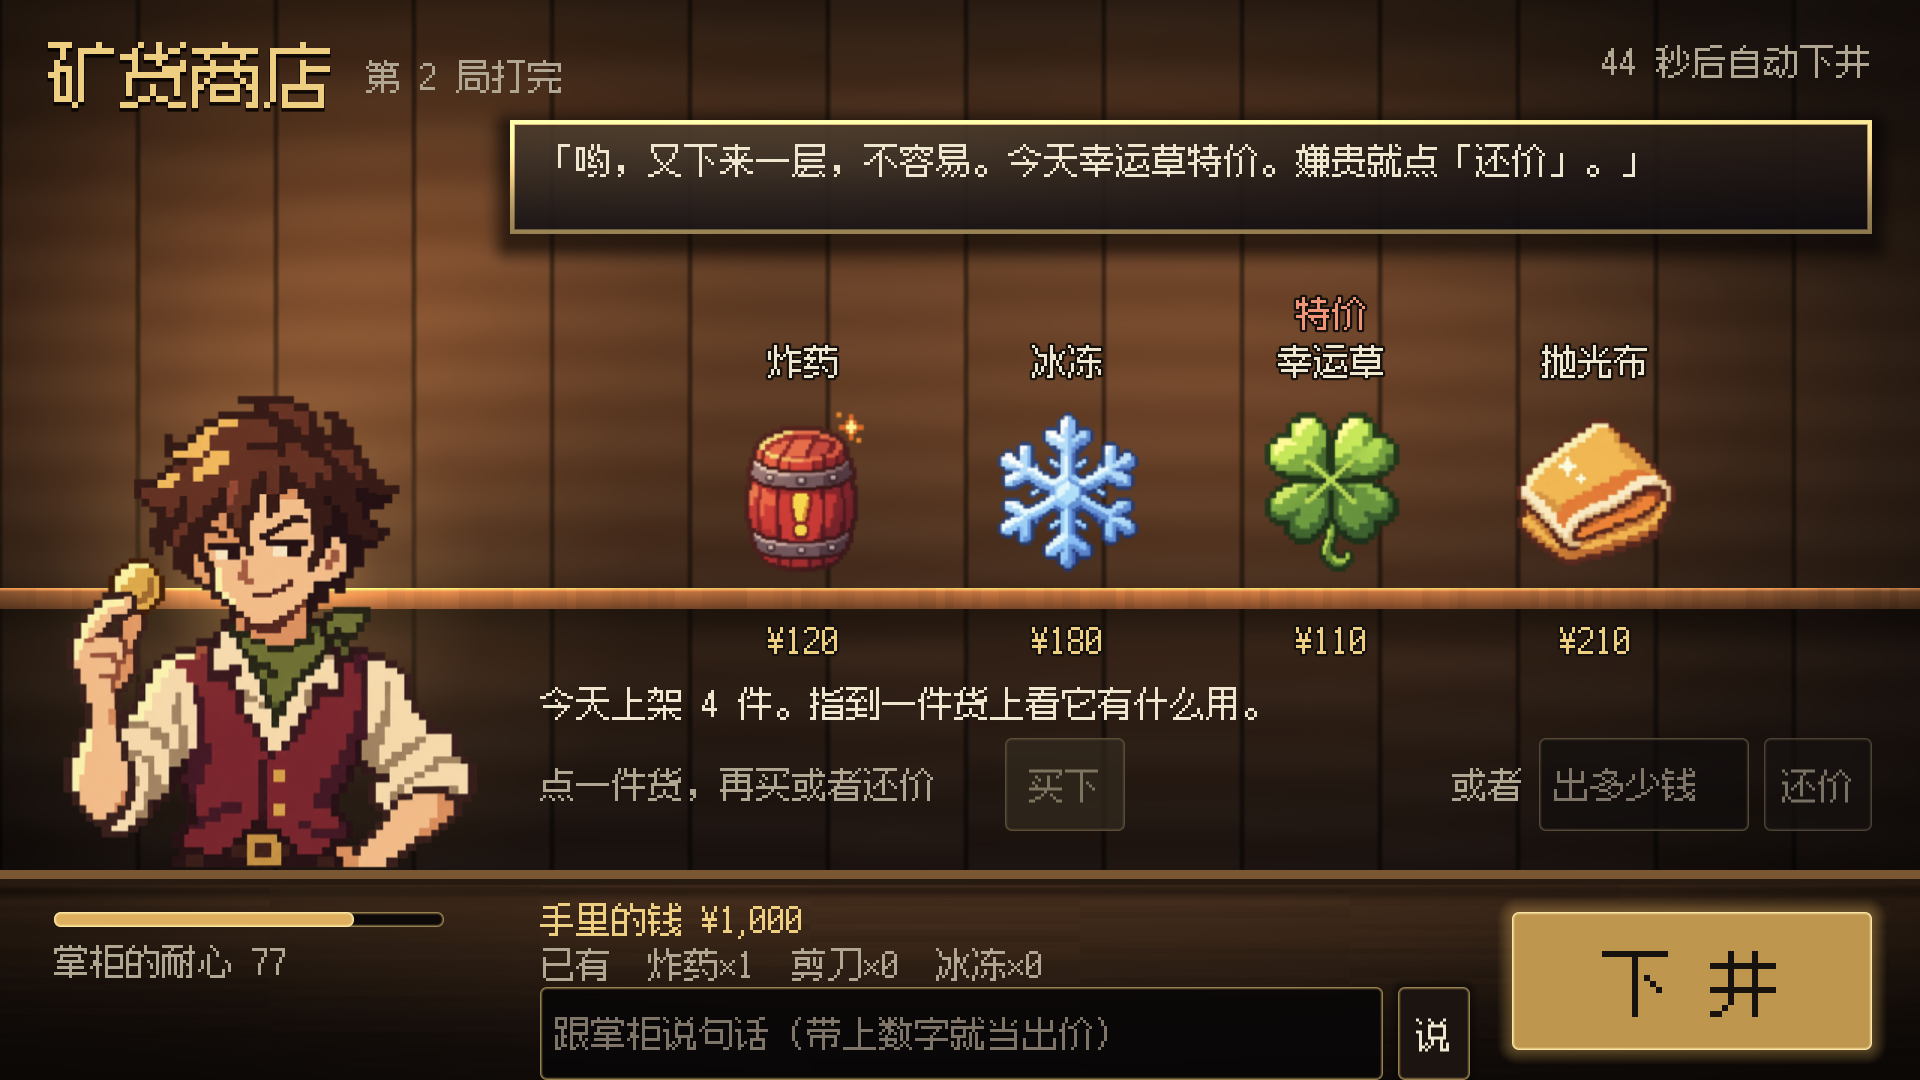 矿货商店 第 2 局打完
44 秒后自动下井
「哟，又下来一层，不容易。今天幸运草特价。嫌贵就点「还价」。」
特价
炸药 冰冻 幸运草 抛光布
¥120 ¥180 ¥110 ¥210
今天上架 4 件。指到一件货上看它有什么用。
点一件货，再买或者还价 买下 或者 出多少钱 还价
手里的钱 ¥1,000
掌柜的耐心 77
已有 炸药×1 剪刀×0 冰冻×0
下井
跟掌柜说句话（带上数字就当出价） 说